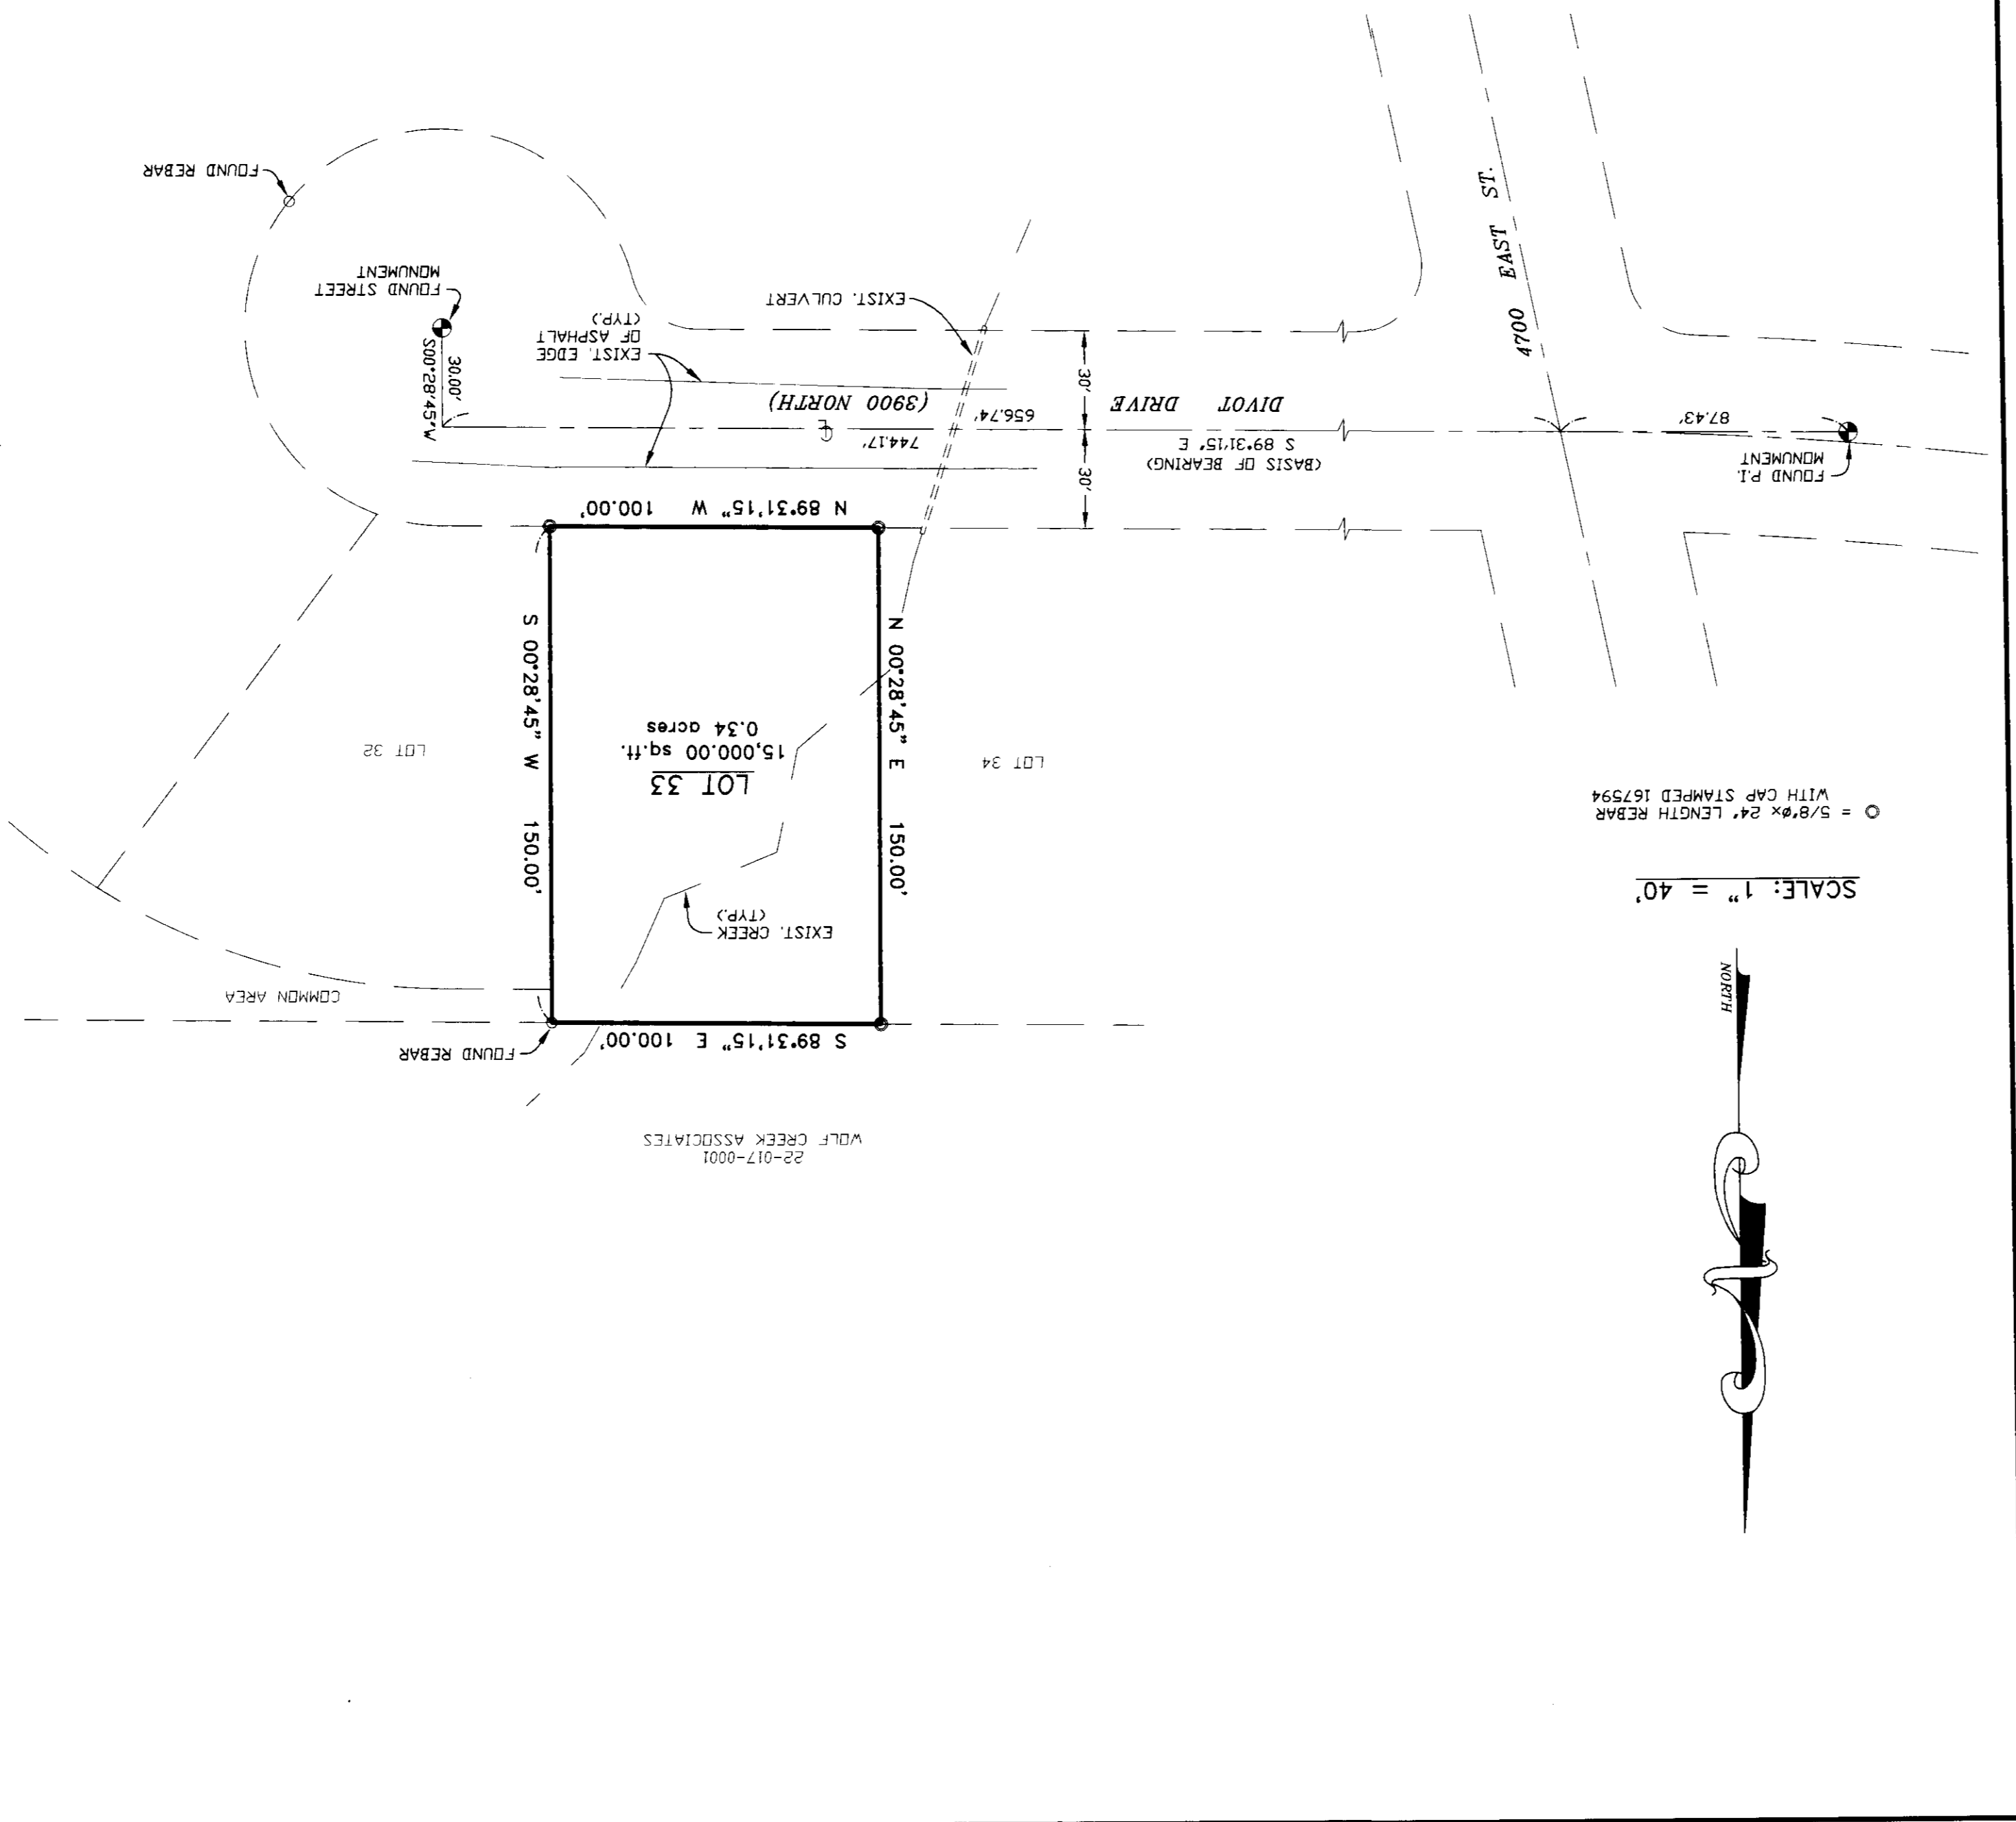 22-017-0001
WOLF CREEK ASSOCIATES
S 89°31'15" E 100.00'
FOUND REBAR
COMMON AREA
NORTH
SCALE: 1" = 40'
EXIST. CREEK
(TYP.)
O = 5/8"øx 24" LENGTH REBAR
WITH CAP STAMPED 167594
LOT 34
N 00°28'45" E 150.00'
LOT 33
15,000.00 sq.ft.
0.34 acres
S 00°28'45" W 150.00'
LOT 32
N 89°31'15" W 100.00'
FOUND P.I.
MONUMENT
87.43'
(BASIS OF BEARING)
S 89°31'15" E
30'
744.17'
656.74'
DIVOT DRIVE (3900 NORTH)
30'
℄
4700 EAST ST.
EXIST. EDGE
OF ASPHALT
(TYP.)
30.00'
S00°28'45"W
EXIST. CULVERT
FOUND STREET
MONUMENT
FOUND REBAR